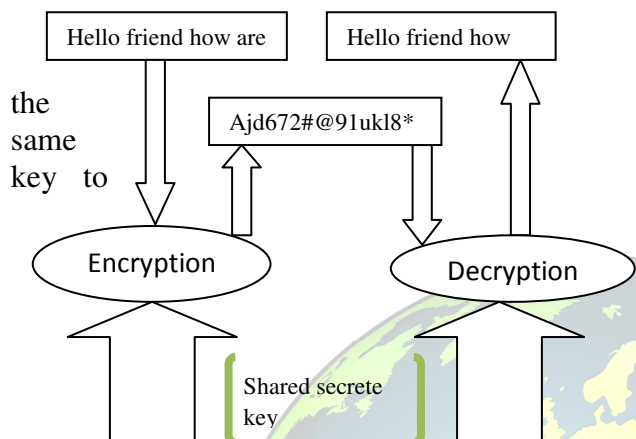 Hello friend how are
Hello friend how
the
same
key to
Ajd672#@91ukl8*
Encryption
Decryption
Shared secrete
key